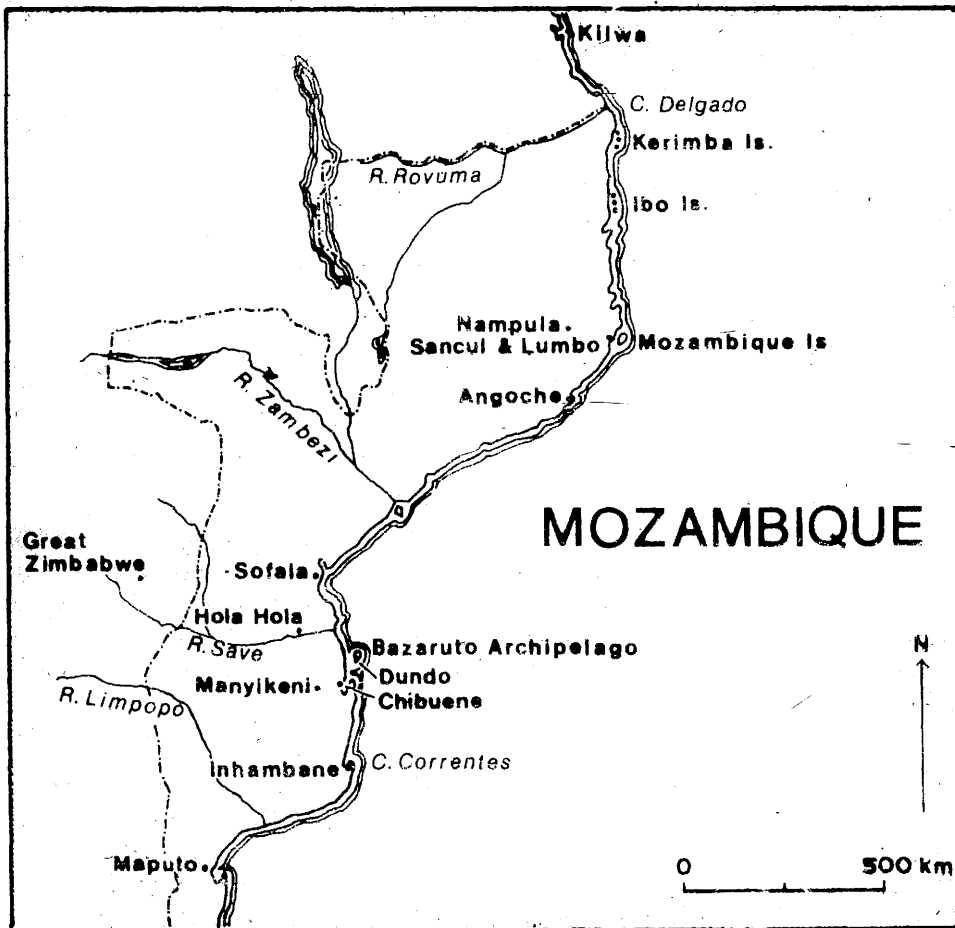 Kilwa
C. Delgado
Kerimba Is.
R. Rovuma
Ibo Is.
Nampula.
Sancul & Lumbo
Mozambique Is
Angoche
R. Zambezi
MOZAMBIQUE
Great
Zimbabwe
Sofala
Hola Hola
R. Save
Bazaruto Archipelago
Dundo
Manyikeni
Chibuene
R. Limpopo
Inhambane
C. Correntes
Maputo
N
0 500 km